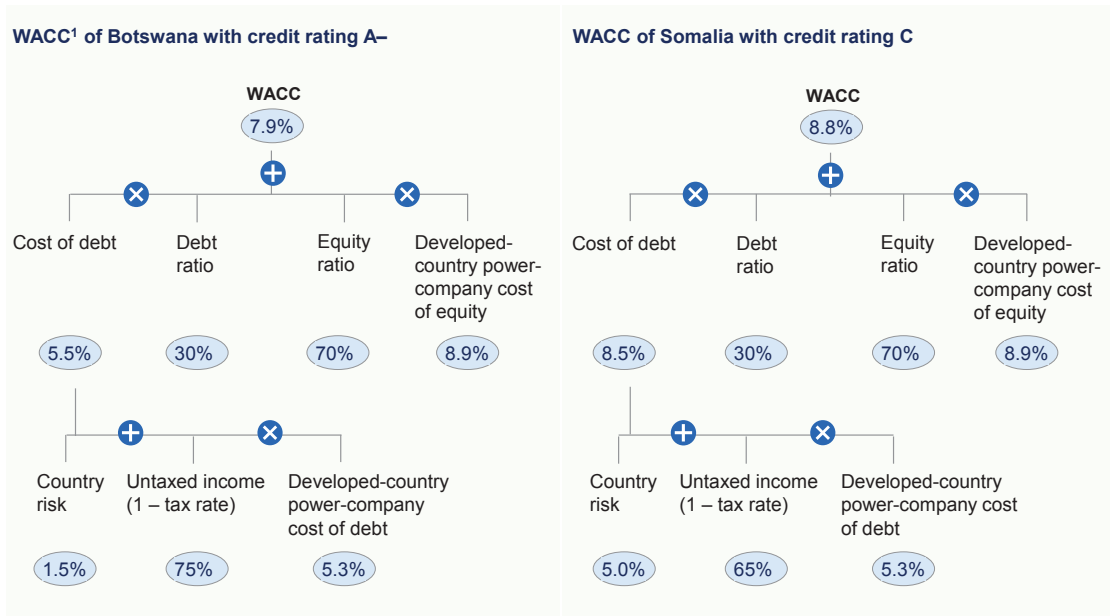 WACC¹ of Botswana with credit rating A–
WACC
7.9%
Cost of debt
Debt
ratio
Equity
ratio
Developed-
country power-
company cost
of equity
5.5%
30%
70%
8.9%
Country
risk
Untaxed income
(1 – tax rate)
Developed-country
power-company
cost of debt
1.5%
75%
5.3%
WACC of Somalia with credit rating C
WACC
8.8%
Cost of debt
Debt
ratio
Equity
ratio
Developed-
country power-
company cost
of equity
8.5%
30%
70%
8.9%
Country
risk
Untaxed income
(1 – tax rate)
Developed-country
power-company cost
of debt
5.0%
65%
5.3%